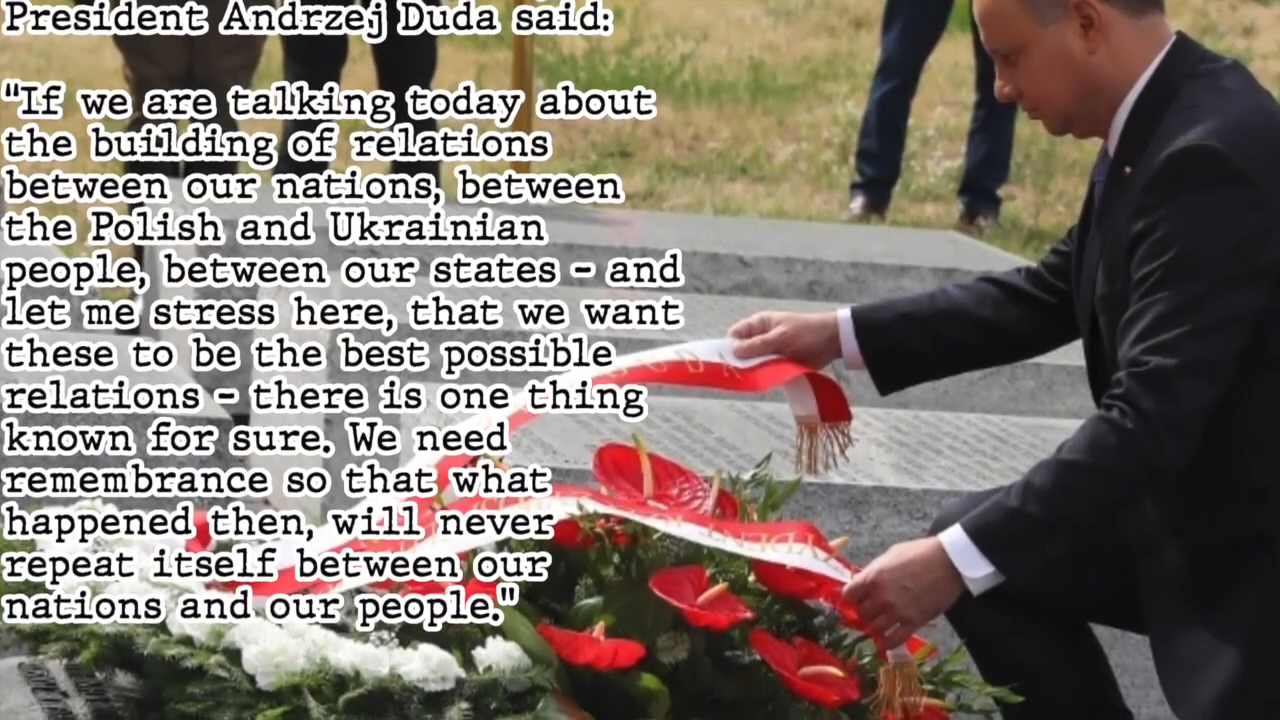 President Andrzej Duda said:
"If we are talking today about
the building of relations
between our nations, between
the Polish and Ukrainian
people, between our states – and
let me stress here, that we want
these to be the best possible
relations – there is one thing
known for sure. We need
remembrance so that what
happened then, will never
repeat itself between our
nations and our people."